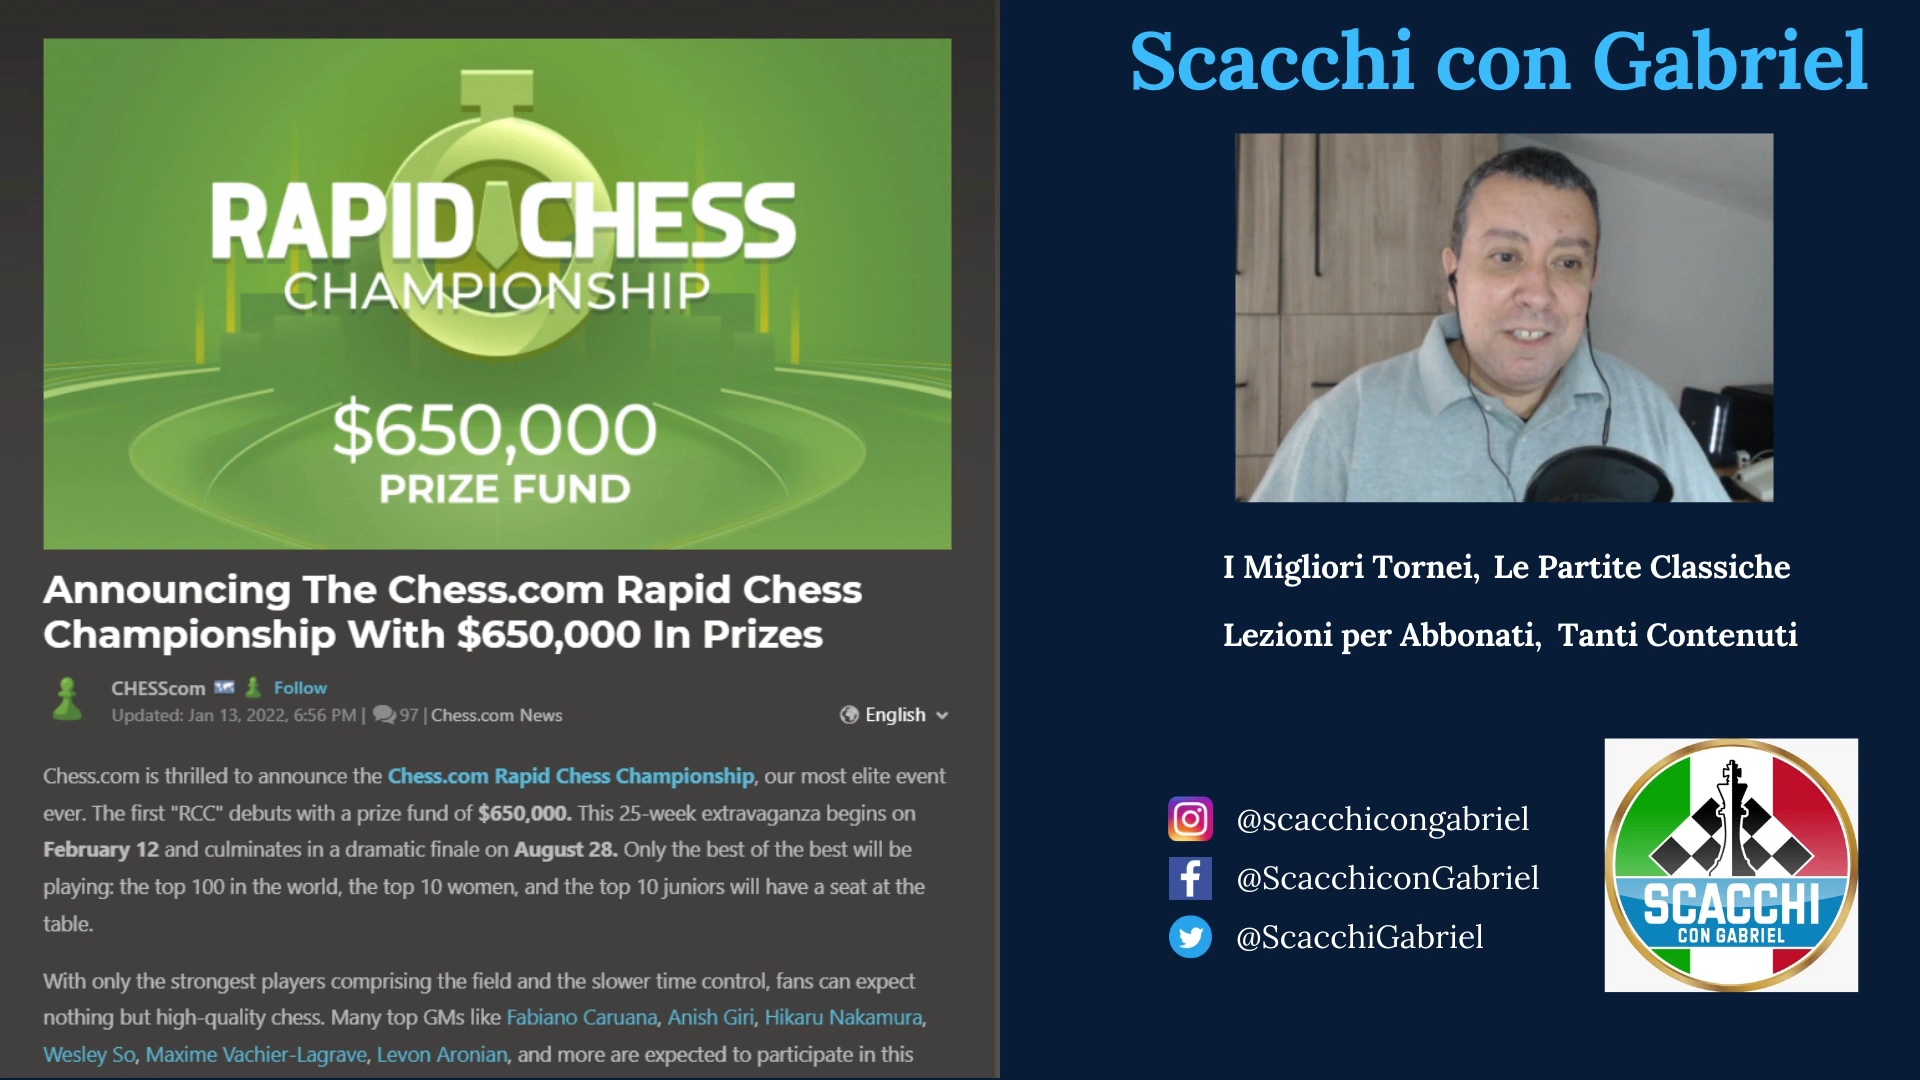 RAPID CHESS
CHAMPIONSHIP
$650,000
PRIZE FUND
Announcing The Chess.com Rapid Chess
Championship With $650,000 In Prizes
CHESScom Follow
Updated: Jan 13, 2022, 6:56 PM | 97 | Chess.com News
English
Chess.com is thrilled to announce the Chess.com Rapid Chess Championship, our most elite event
ever. The first "RCC" debuts with a prize fund of $650,000. This 25-week extravaganza begins on
February 12 and culminates in a dramatic finale on August 28. Only the best of the best will be
playing: the top 100 in the world, the top 10 women, and the top 10 juniors will have a seat at the
table.
With only the strongest players comprising the field and the slower time control, fans can expect
nothing but high-quality chess. Many top GMs like Fabiano Caruana, Anish Giri, Hikaru Nakamura,
Wesley So, Maxime Vachier-Lagrave, Levon Aronian, and more are expected to participate in this
Scacchi con Gabriel
I Migliori Tornei, Le Partite Classiche
Lezioni per Abbonati, Tanti Contenuti
@scacchicongabriel
@ScacchiconGabriel
@ScacchiGabriel
SCACCHI
CON GABRIEL